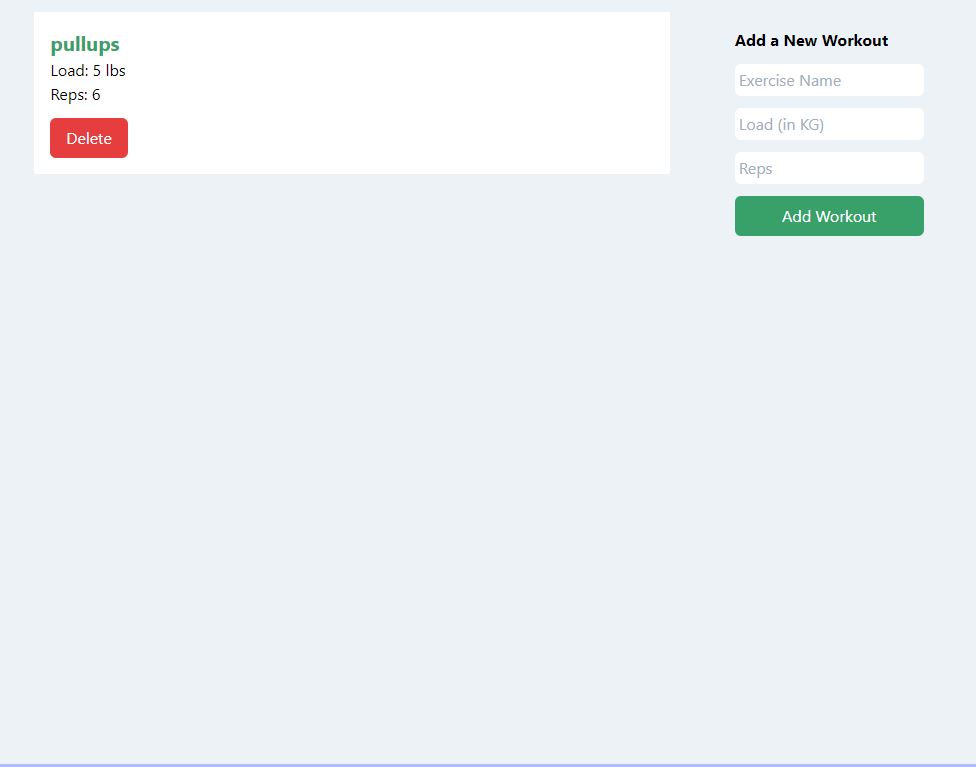 pullups
Load: 5 lbs
Reps: 6
Delete
Add a New Workout
Exercise Name
Load (in KG)
Reps
Add Workout